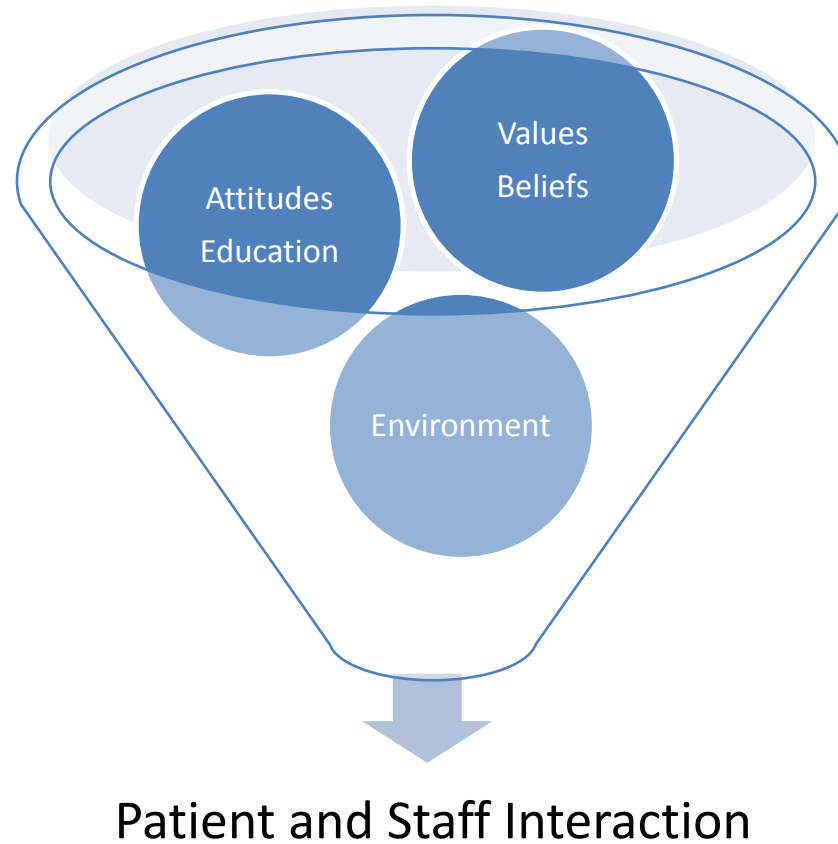 Values
Beliefs
Attitudes
Education
Environment
Patient and Staff Interaction